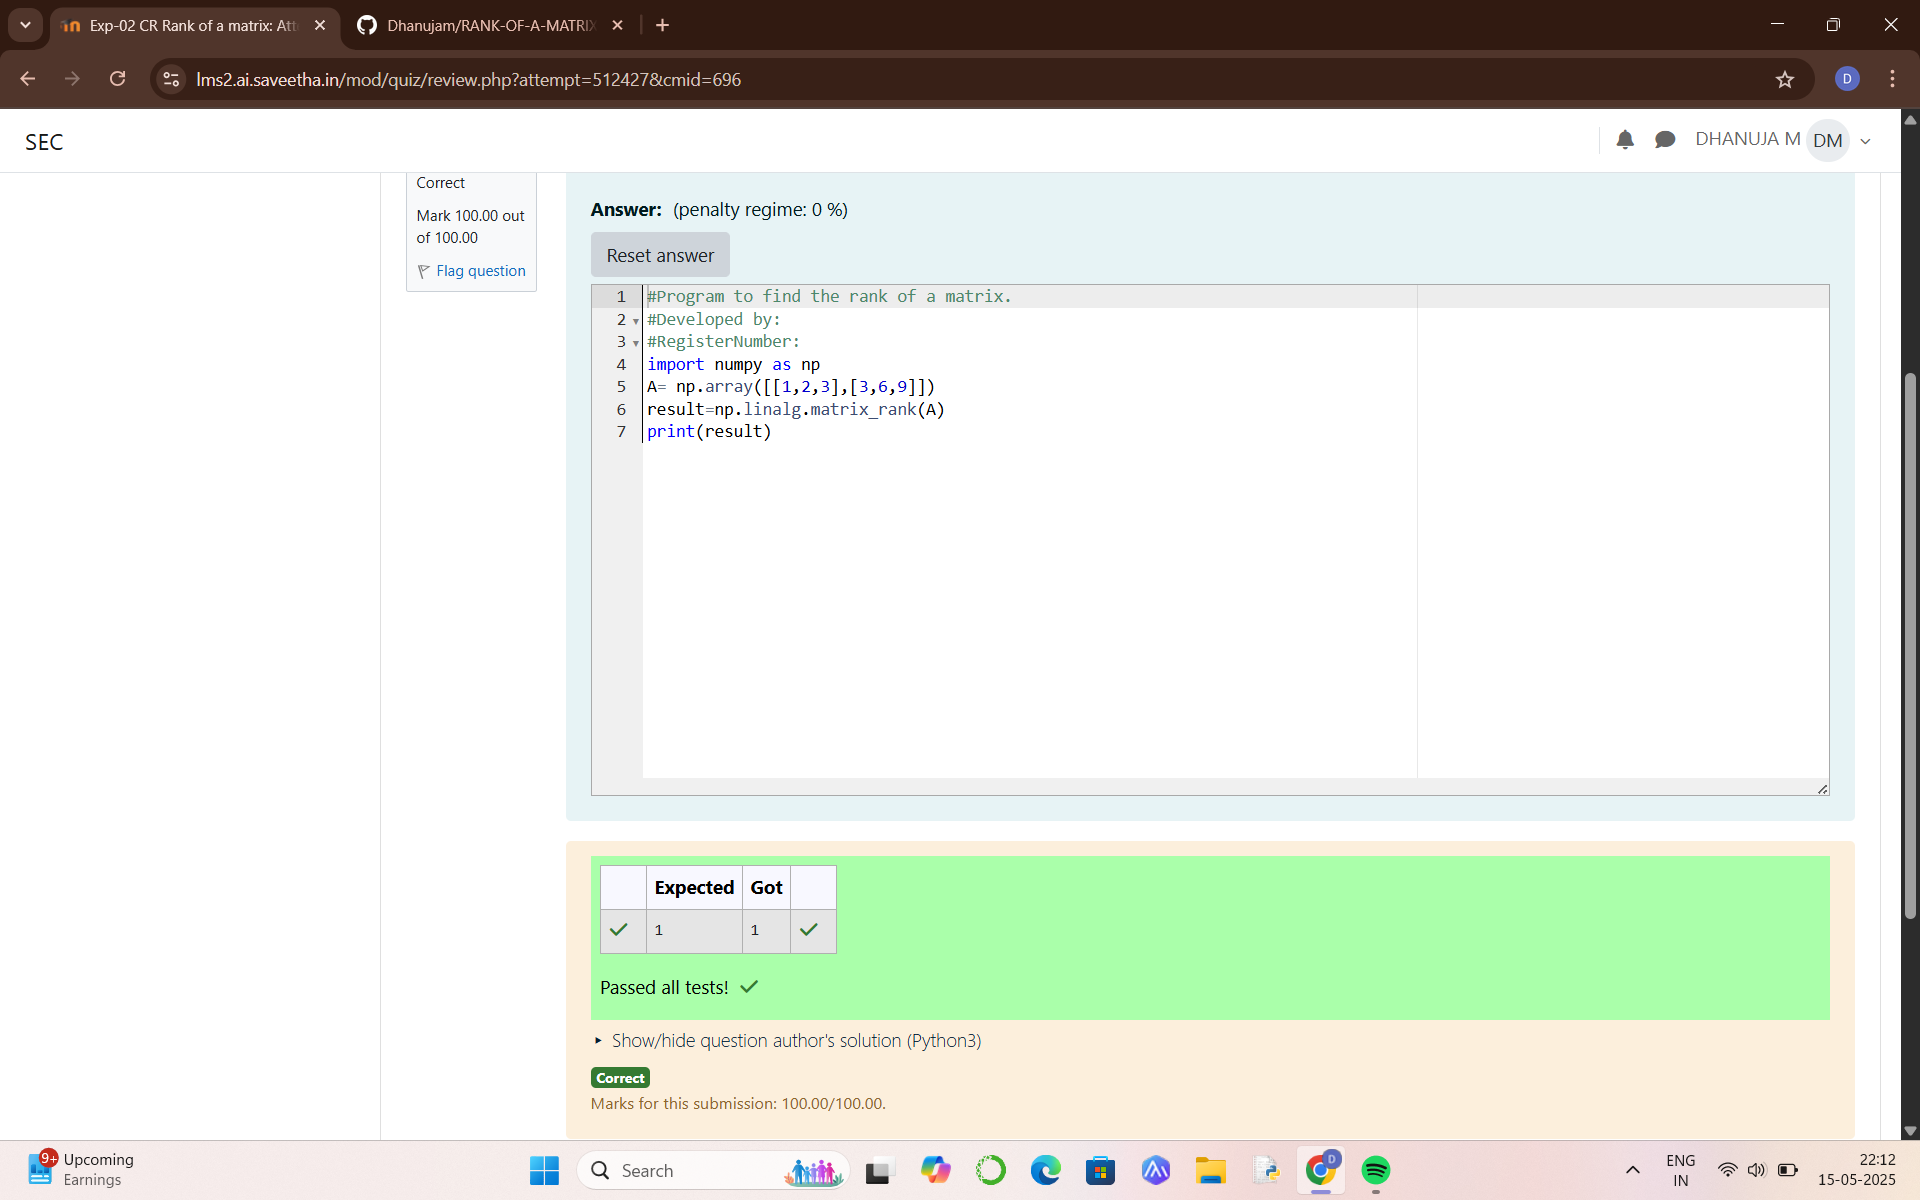 Exp-02 CR Rank of a matrix: Att
Dhanujam/RANK-OF-A-MATRIX
lms2.ai.saveetha.in/mod/quiz/review.php?attempt=512427&cmid=696
D
SEC
DHANUJA M
DM
Correct
Mark 100.00 out
of 100.00
Flag question
Answer: (penalty regime: 0 %)
Reset answer
1 #Program to find the rank of a matrix.
2 #Developed by:
3 #RegisterNumber:
4 import numpy as np
5 A= np.array([[1,2,3],[3,6,9]])
6 result=np.linalg.matrix_rank(A)
7 print(result)
Expected Got
1 1
Passed all tests!
Show/hide question author's solution (Python3)
Correct
Marks for this submission: 100.00/100.00.
9+
Upcoming
Earnings
Search
D
ENG
IN
22:12
15-05-2025